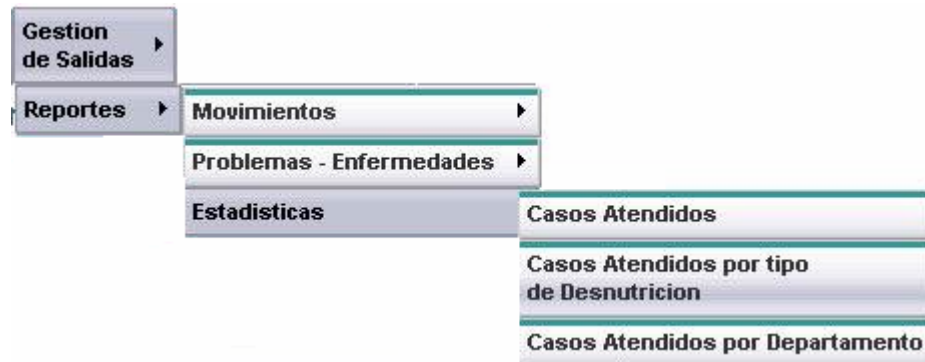 Gestion
de Salidas
Reportes
Movimientos
Problemas - Enfermedades
Estadisticas
Casos Atendidos
Casos Atendidos por tipo
de Desnutricion
Casos Atendidos por Departamento